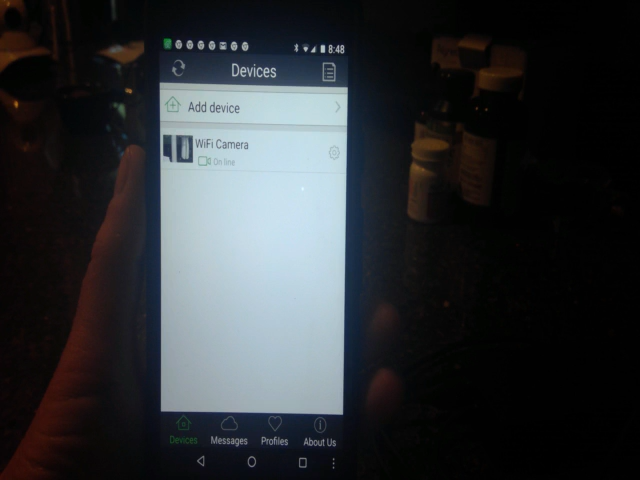 8:48
Devices
Add device
WiFi Camera
On line
Devices Messages Profiles About Us